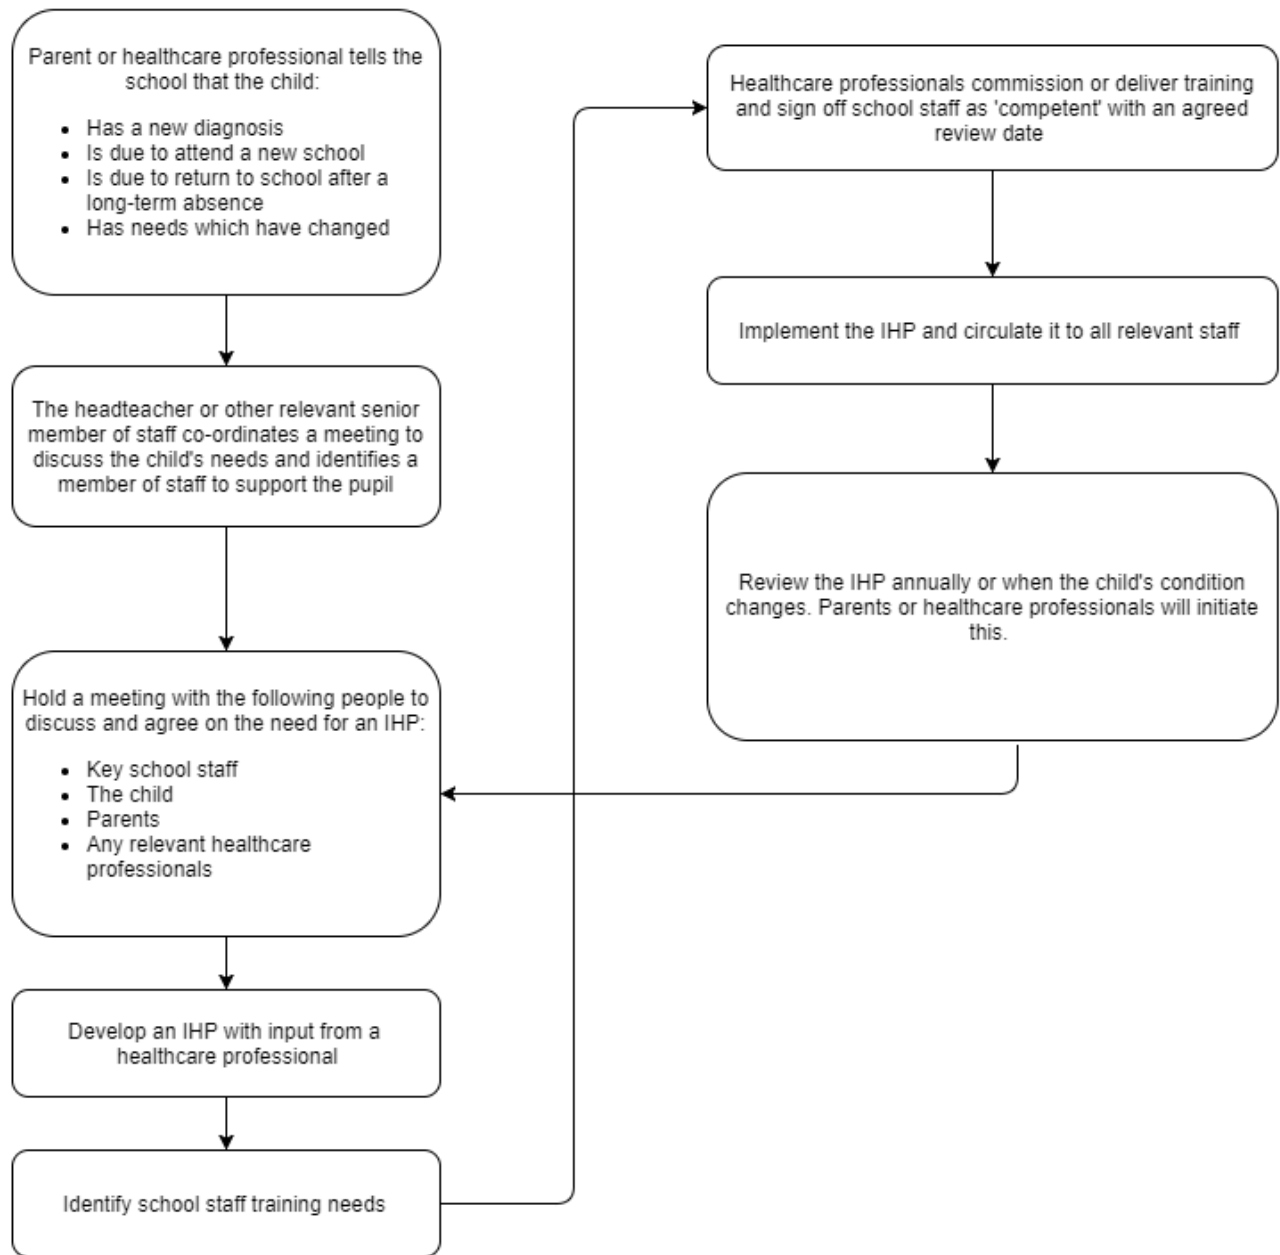 Parent or healthcare professional tells the
school that the child:
• Has a new diagnosis
• Is due to attend a new school
• Is due to return to school after a
long-term absence
• Has needs which have changed
The headteacher or other relevant senior
member of staff co-ordinates a meeting to
discuss the child's needs and identifies a
member of staff to support the pupil
Hold a meeting with the following people to
discuss and agree on the need for an IHP:
• Key school staff
• The child
• Parents
• Any relevant healthcare
professionals
Develop an IHP with input from a
healthcare professional
Identify school staff training needs
Healthcare professionals commission or deliver training
and sign off school staff as 'competent' with an agreed
review date
Implement the IHP and circulate it to all relevant staff
Review the IHP annually or when the child's condition
changes. Parents or healthcare professionals will initiate
this.